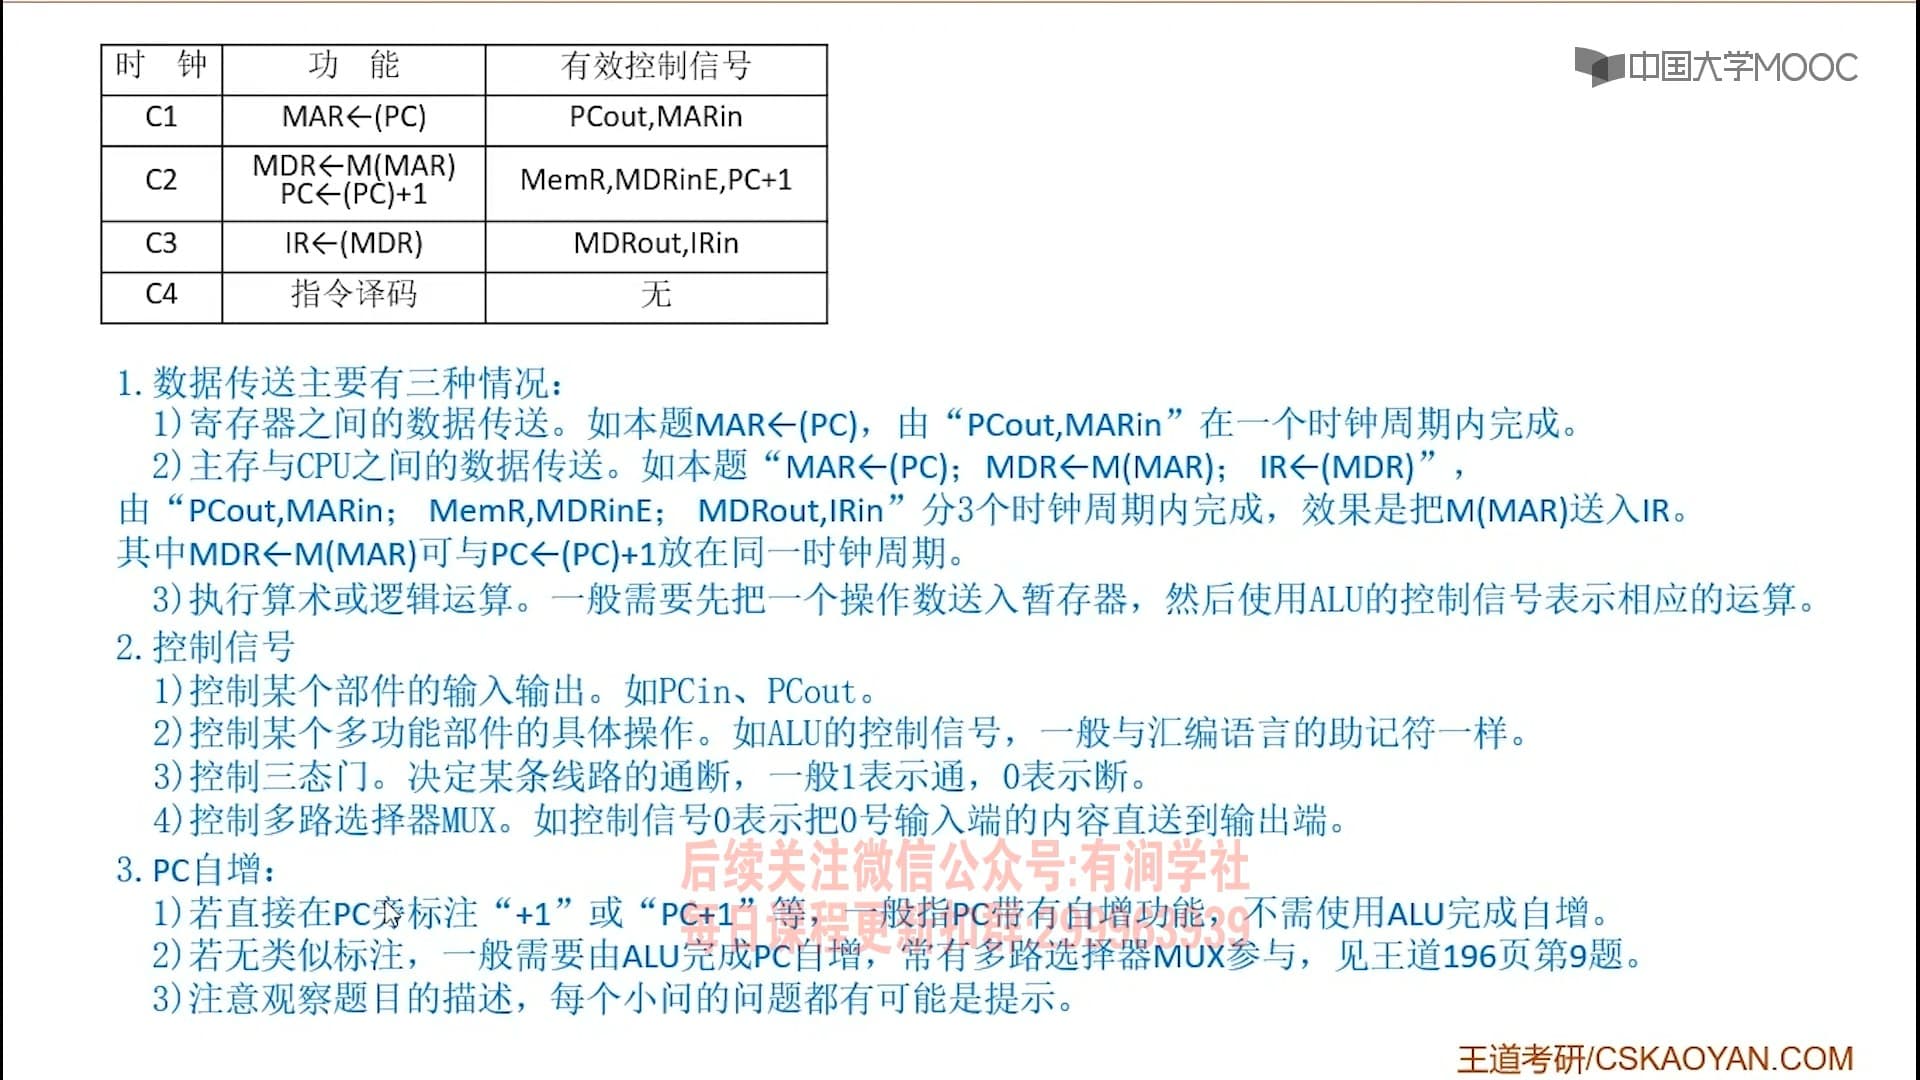 中国大学MOOC
时 钟 功 能 有效控制信号
C1 MAR←(PC) PCout,MARin
C2 MDR←M(MAR) PC←(PC)+1 MemR,MDRinE,PC+1
C3 IR←(MDR) MDRout,IRin
C4 指令译码 无
1. 数据传送主要有三种情况：
1)寄存器之间的数据传送。如本题MAR←(PC)，由“PCout,MARin”在一个时钟周期内完成。
2)主存与CPU之间的数据传送。如本题“MAR←(PC)；MDR←M(MAR)； IR←(MDR)”，
由“PCout,MARin； MemR,MDRinE； MDRout,IRin”分3个时钟周期内完成，效果是把M(MAR)送入IR。
其中MDR←M(MAR)可与PC←(PC)+1放在同一时钟周期。
3)执行算术或逻辑运算。一般需要先把一个操作数送入暂存器，然后使用ALU的控制信号表示相应的运算。
2. 控制信号
1)控制某个部件的输入输出。如PCin、PCout。
2)控制某个多功能部件的具体操作。如ALU的控制信号，一般与汇编语言的助记符一样。
3)控制三态门。决定某条线路的通断，一般1表示通，0表示断。
4)控制多路选择器MUX。如控制信号0表示把0号输入端的内容直送到输出端。
3. PC自增：
1)若直接在PC旁标注“+1”或“PC+1”等，一般指PC带有自增功能，不需使用ALU完成自增。
2)若无类似标注，一般需要由ALU完成PC自增，常有多路选择器MUX参与，见王道196页第9题。
3)注意观察题目的描述，每个小问的问题都有可能是提示。
后续关注微信公众号:有涧学社
每日课程更新扣群:299963939
王道考研/CSKAOYAN.COM